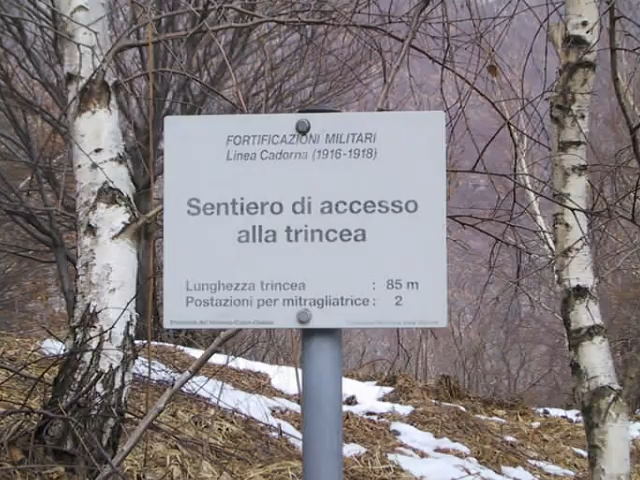 FORTIFICAZIONI MILITARI
Linea Cadorna (1916-1918)
Sentiero di accesso
alla trincea
Lunghezza trincea : 85 m
Postazioni per mitragliatrice : 2